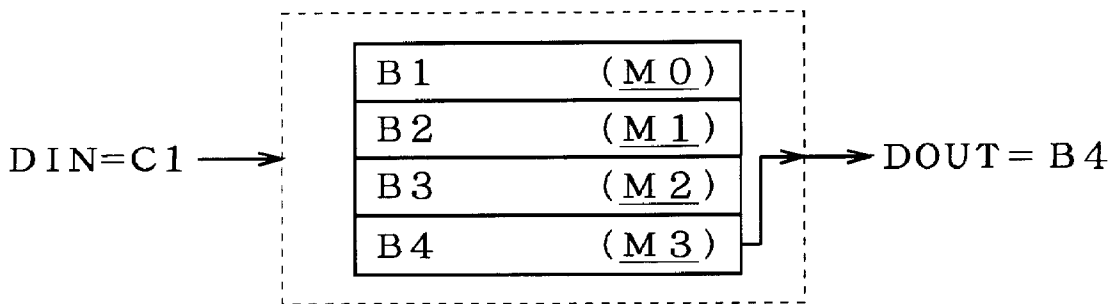 B1 (M0)
B2 (M1)
DIN=C1
DOUT=B4
B3 (M2)
B4 (M3)